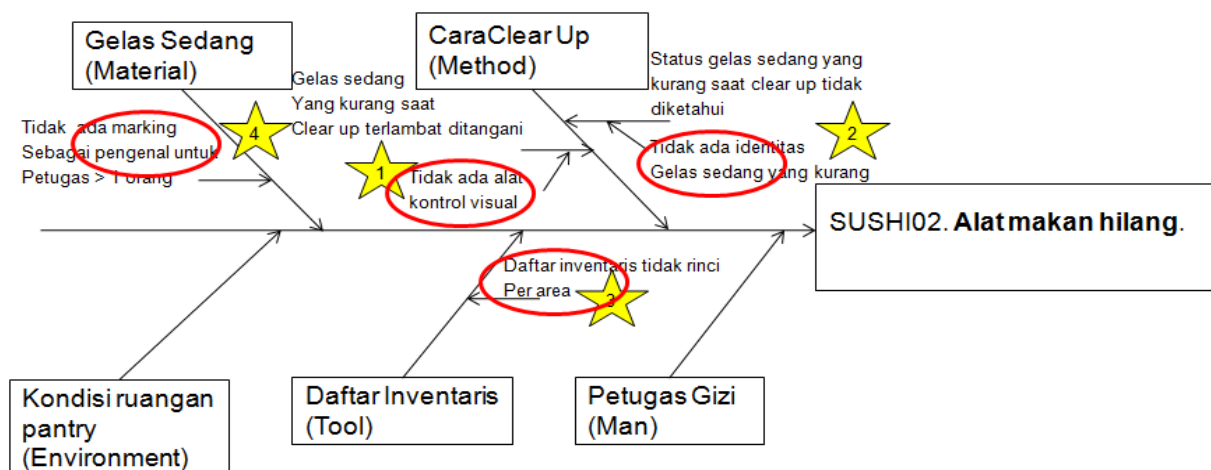 Gelas Sedang
(Material)
CaraClear Up
(Method)
Gelas sedang
Yang kurang saat
Clear up terlambat ditangani
Status gelas sedang yang
kurang saat clear up tidak
diketahui
Tidak ada marking
Sebagai pengenal untuk
Petugas > 1 orang
4
1
Tidak ada alat
kontrol visual
2
Tidak ada identitas
Gelas sedang yang kurang
SUSHI02. Alat makan hilang.
Daftar inventaris tidak rinci
Per area
3
Kondisi ruangan
pantry
(Environment)
Daftar Inventaris
(Tool)
Petugas Gizi
(Man)